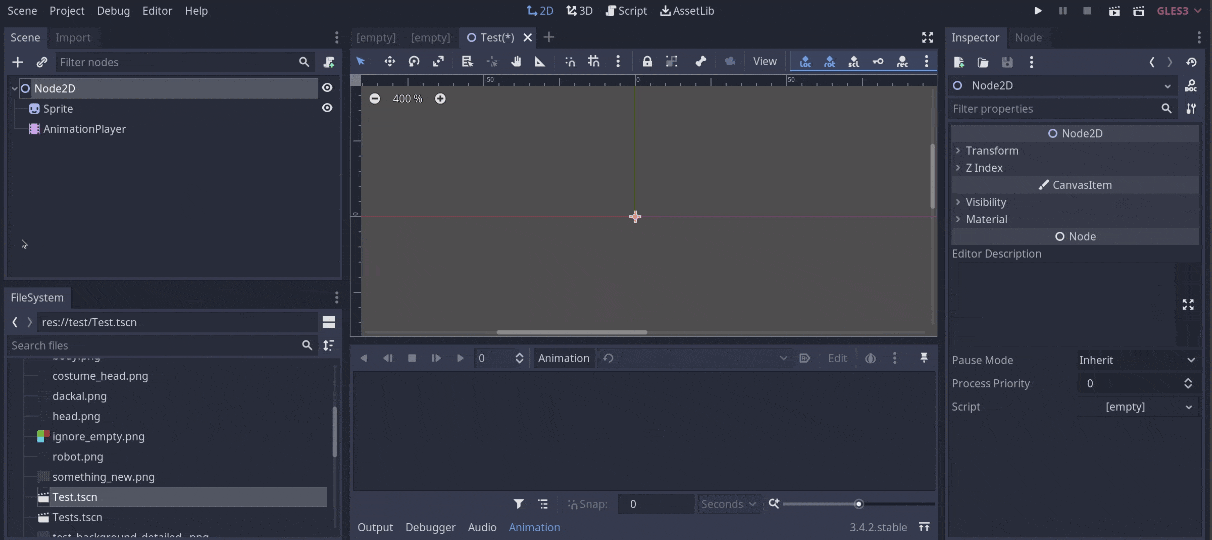 Scene Project Debug Editor Help
2D 3D Script AssetLib
GLES3
Scene Import
Filter nodes
Node2D
Sprite
AnimationPlayer
FileSystem
res://test/Test.tscn
Search files
body.png
costume_head.png
dackal.png
head.png
ignore_empty.png
robot.png
something_new.png
Test.tscn
Tests.tscn
[empty] [empty] Test(*)
View
50 0 50
400 %
0
0 Animation Edit
Snap: 0 Seconds
Output Debugger Audio Animation 3.4.2.stable
Inspector Node
Node2D
Filter properties
Node2D
Transform
Z Index
CanvasItem
Visibility
Material
Node
Editor Description
Pause Mode Inherit
Process Priority 0
Script [empty]